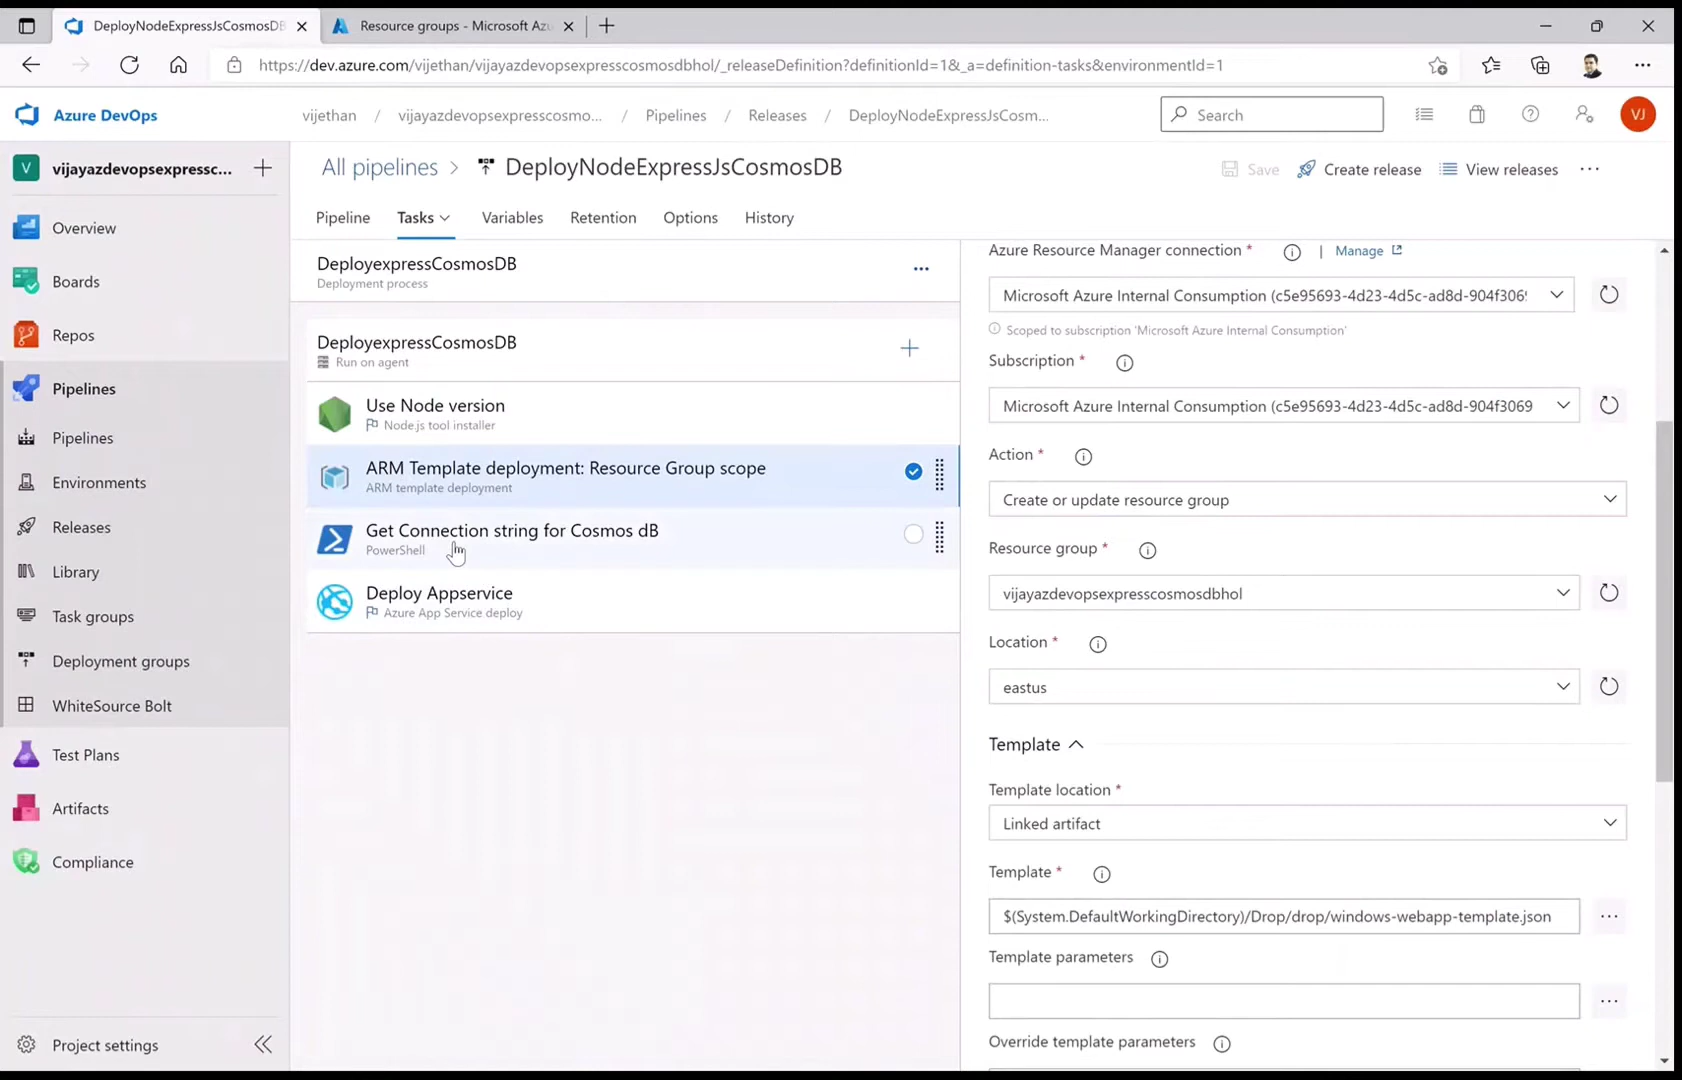 DeployNodeExpressJsCosmosDB
Resource groups - Microsoft Azu
https://dev.azure.com/vijethan/vijayazdevopsexpresscosmosdbhol/_releaseDefinition?definitionId=1&_a=definition-tasks&environmentId=1
Azure DevOps
vijethan / vijayazdevopsexpresscosmo... / Pipelines / Releases / DeployNodeExpressJsCosm...
Search
VJ
V
vijayazdevopsexpressc...
All pipelines > DeployNodeExpressJsCosmosDB
Save
Create release
View releases
Pipeline
Tasks
Variables
Retention
Options
History
Overview
Boards
Repos
Pipelines
Pipelines
Environments
Releases
Library
Task groups
Deployment groups
WhiteSource Bolt
Test Plans
Artifacts
Compliance
Project settings
DeployexpressCosmosDB
Deployment process
DeployexpressCosmosDB
Run on agent
Use Node version
Node.js tool installer
ARM Template deployment: Resource Group scope
ARM template deployment
Get Connection string for Cosmos dB
PowerShell
Deploy Appservice
Azure App Service deploy
Azure Resource Manager connection * | Manage
Microsoft Azure Internal Consumption (c5e95693-4d23-4d5c-ad8d-904f306
Scoped to subscription 'Microsoft Azure Internal Consumption'
Subscription *
Microsoft Azure Internal Consumption (c5e95693-4d23-4d5c-ad8d-904f3069
Action *
Create or update resource group
Resource group *
vijayazdevopsexpresscosmosdbhol
Location *
eastus
Template
Template location *
Linked artifact
Template *
$(System.DefaultWorkingDirectory)/Drop/drop/windows-webapp-template.json
Template parameters
Override template parameters